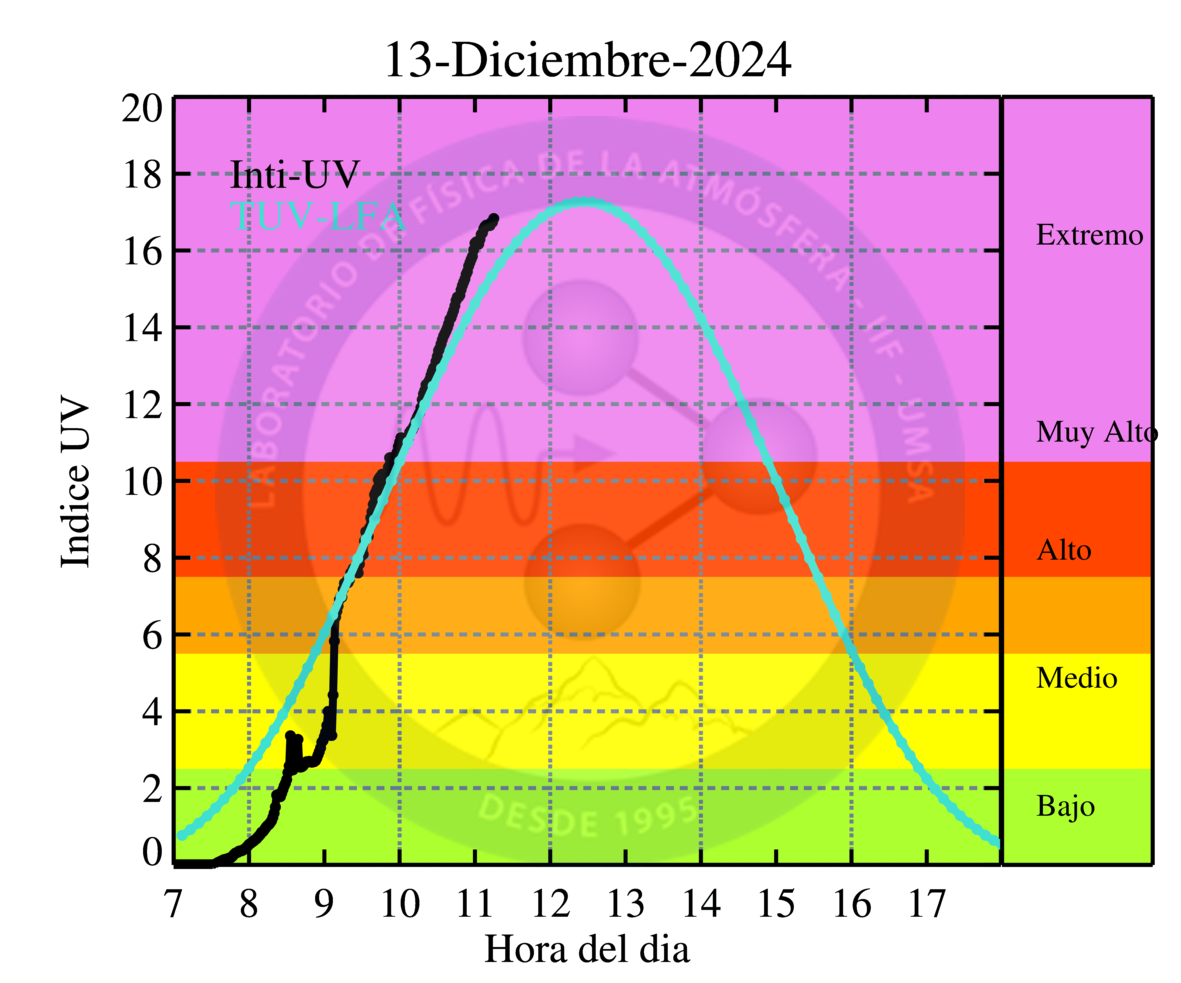 13-Diciembre-2024
20
18
16
14
12
10
8
6
4
2
0
Indice UV
Inti-UV
TUV-LFA
LABORATORIO DE FÍSICA DE LA ATMÓSFERA - IIF - UMSA
DESDE 1995
Extremo
Muy Alto
Alto
Medio
Bajo
7 8 9 10 11 12 13 14 15 16 17
Hora del dia